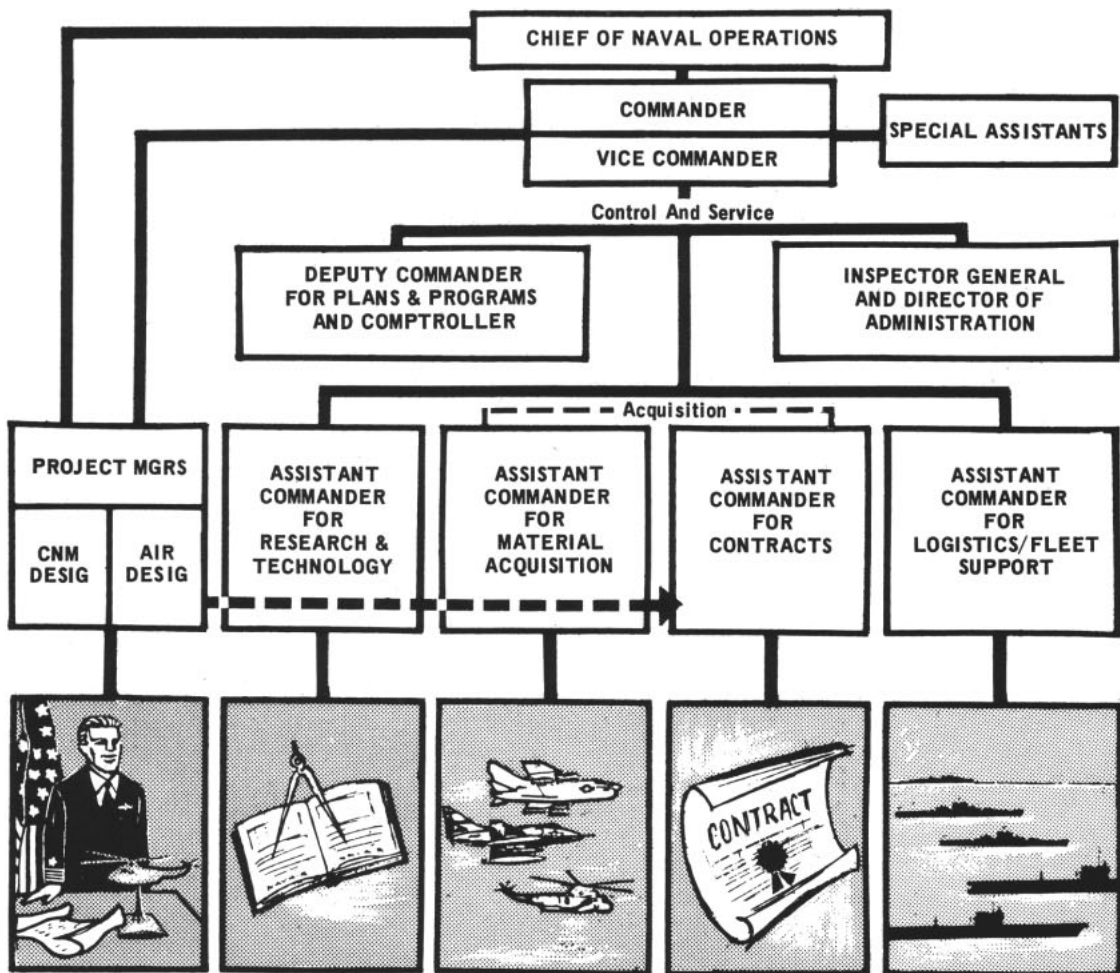 CHIEF OF NAVAL OPERATIONS
COMMANDER
VICE COMMANDER
SPECIAL ASSISTANTS
Control And Service
DEPUTY COMMANDER
FOR PLANS & PROGRAMS
AND COMPTROLLER
INSPECTOR GENERAL
AND DIRECTOR OF
ADMINISTRATION
Acquisition
PROJECT MGRS
CNM
DESIG
AIR
DESIG
ASSISTANT
COMMANDER
FOR
RESEARCH &
TECHNOLOGY
ASSISTANT
COMMANDER
FOR
MATERIAL
ACQUISITION
ASSISTANT
COMMANDER
FOR
CONTRACTS
ASSISTANT
COMMANDER
FOR
LOGISTICS/FLEET
SUPPORT
CONTRACT